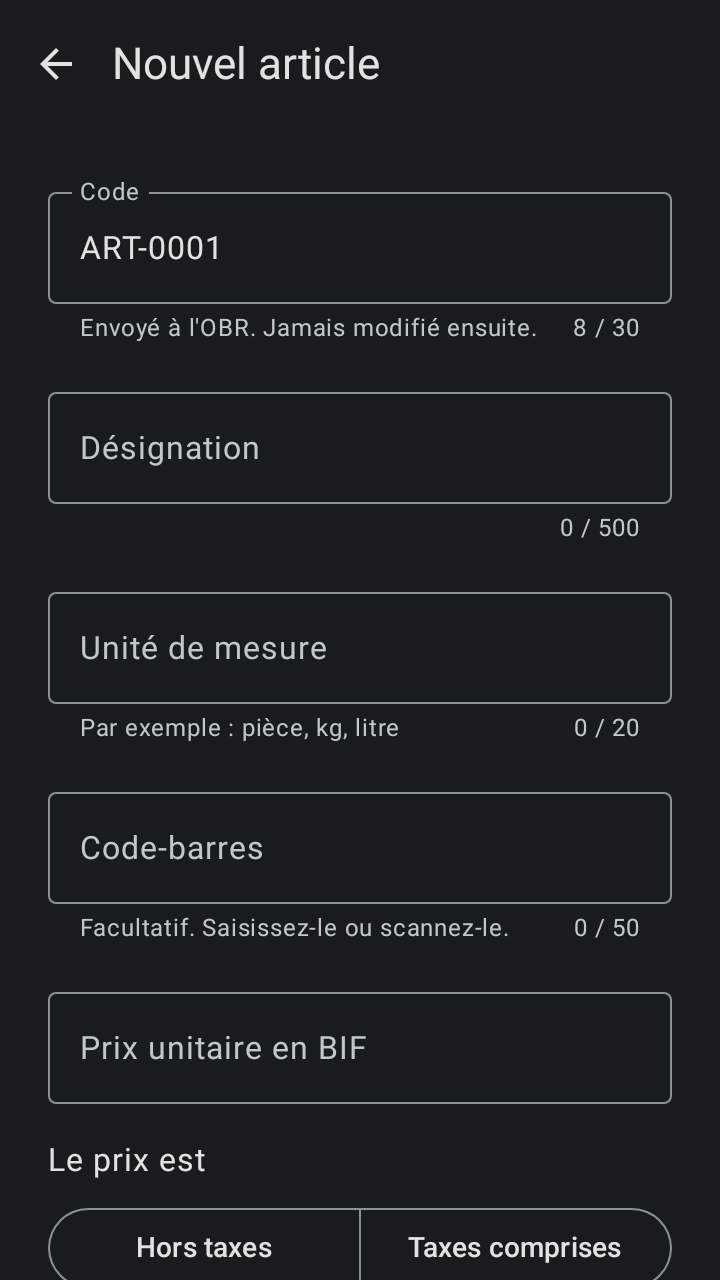 Nouvel article
Code
ART-0001
Envoyé à l'OBR. Jamais modifié ensuite. 8 / 30
Désignation
0 / 500
Unité de mesure
Par exemple : pièce, kg, litre 0 / 20
Code-barres
Facultatif. Saisissez-le ou scannez-le. 0 / 50
Prix unitaire en BIF
Le prix est
Hors taxes Taxes comprises